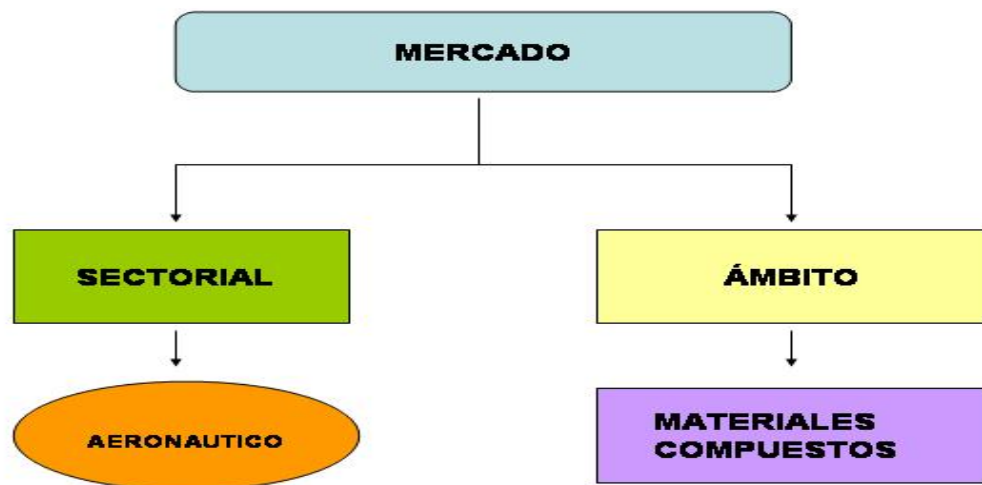 MERCADO
SECTORIAL
ÁMBITO
AERONAUTICO
MATERIALES
COMPUESTOS